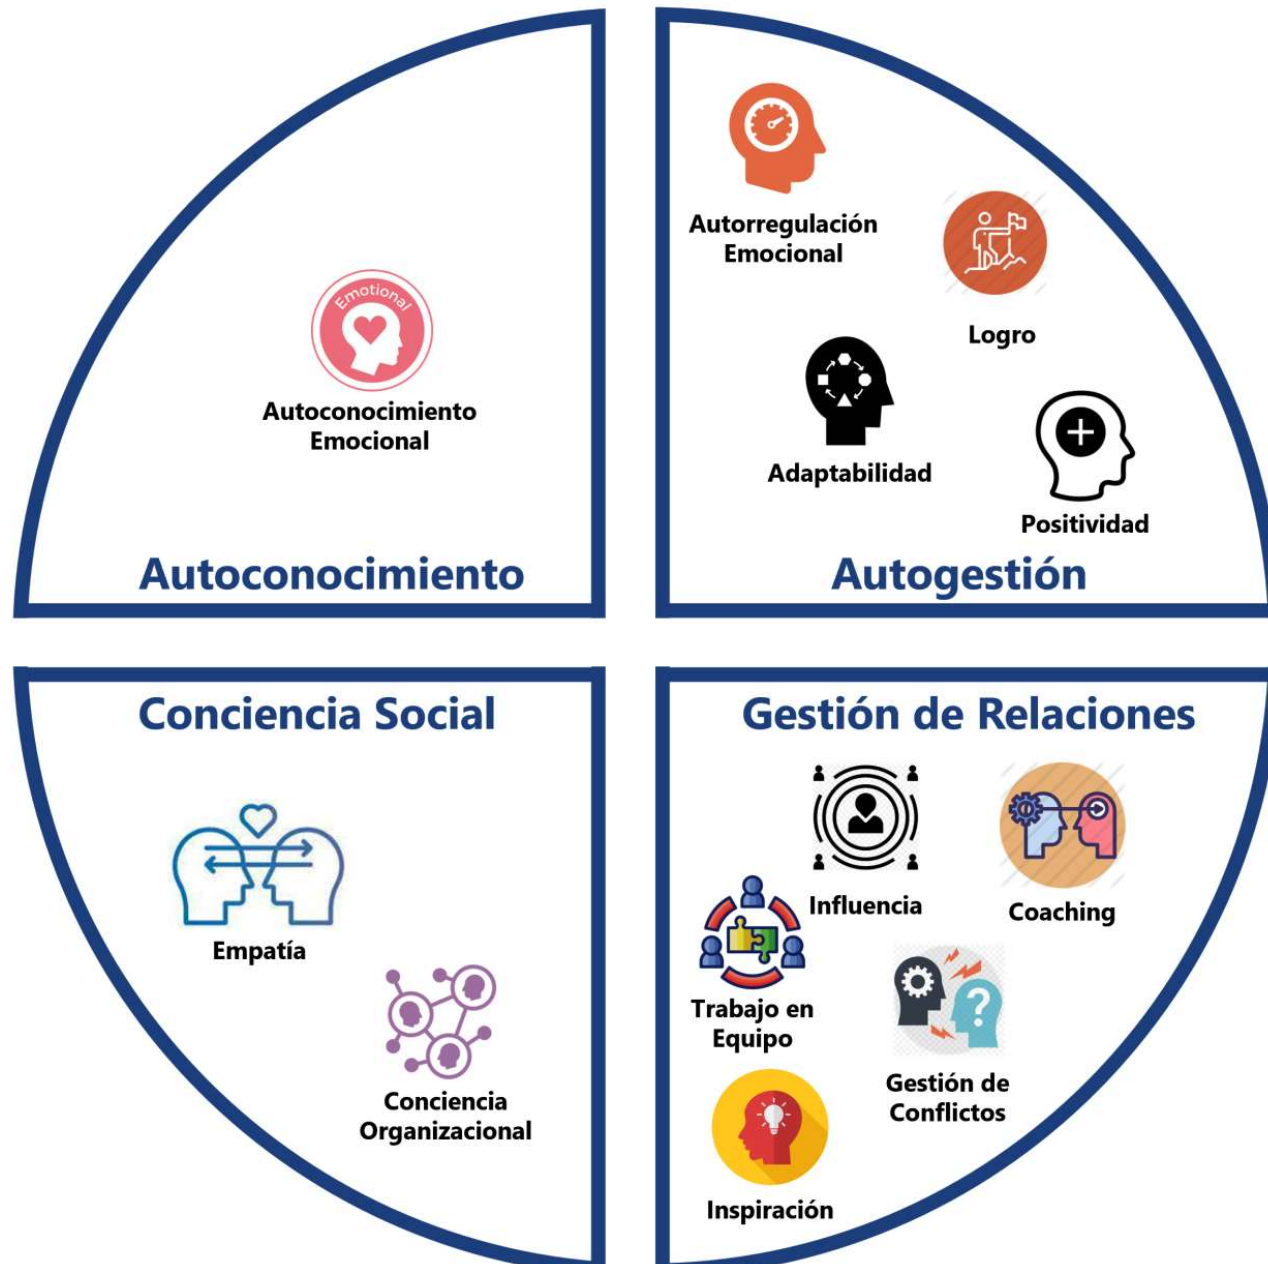 Emotional
Autoconocimiento
Emocional
Autoconocimiento
Autorregulación
Emocional
Logro
Adaptabilidad
Positividad
Autogestión
Conciencia Social
Empatía
Conciencia
Organizacional
Gestión de Relaciones
Influencia
Coaching
Trabajo en
Equipo
?
Gestión de
Conflictos
Inspiración